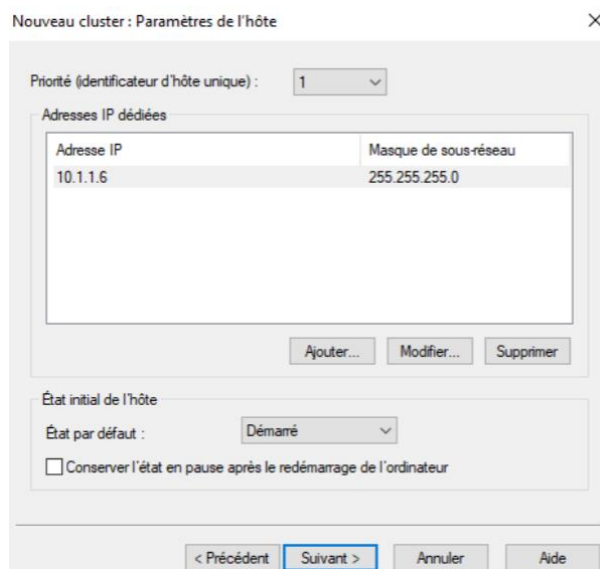 Nouveau cluster : Paramètres de l'hôte
Priorité (identificateur d'hôte unique) : 1
Adresses IP dédiées
Adresse IP Masque de sous-réseau
10.1.1.6 255.255.255.0
Ajouter... Modifier... Supprimer
État initial de l'hôte
État par défaut : Démarré
Conserver l'état en pause après le redémarrage de l'ordinateur
< Précédent Suivant > Annuler Aide